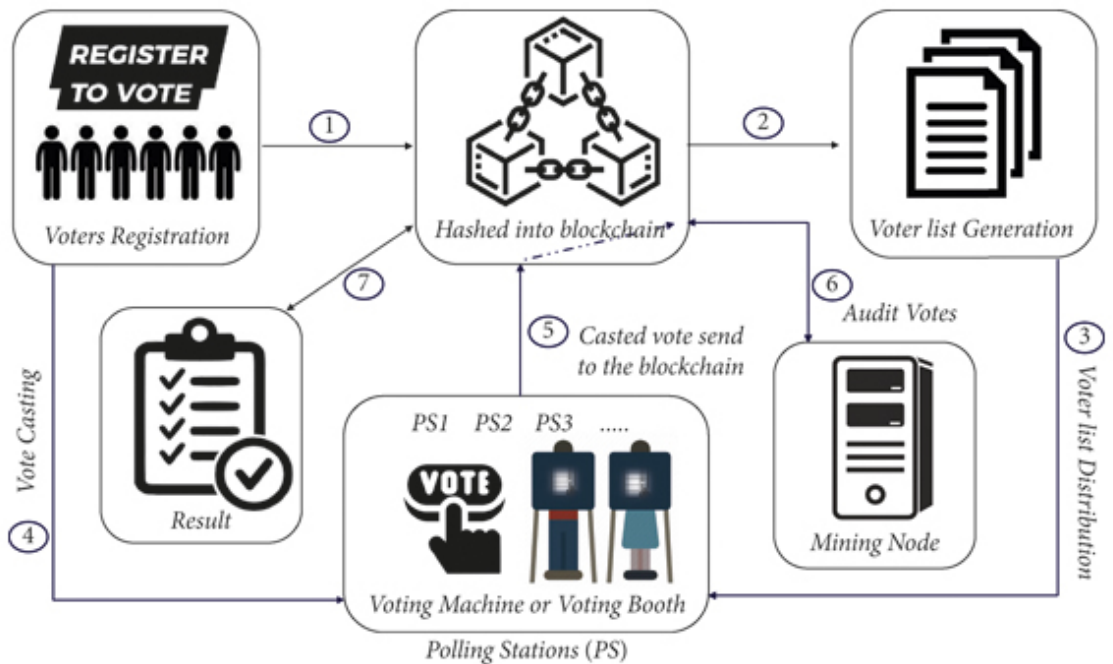 REGISTER
TO VOTE
Voters Registration
1
Hashed into blockchain
2
Voter list Generation
7
5
Casted vote send
to the blockchain
6
Audit Votes
3
Voter list Distribution
Vote Casting
4
Result
PS1 PS2 PS3 .....
VOTE
Voting Machine or Voting Booth
Polling Stations (PS)
Mining Node